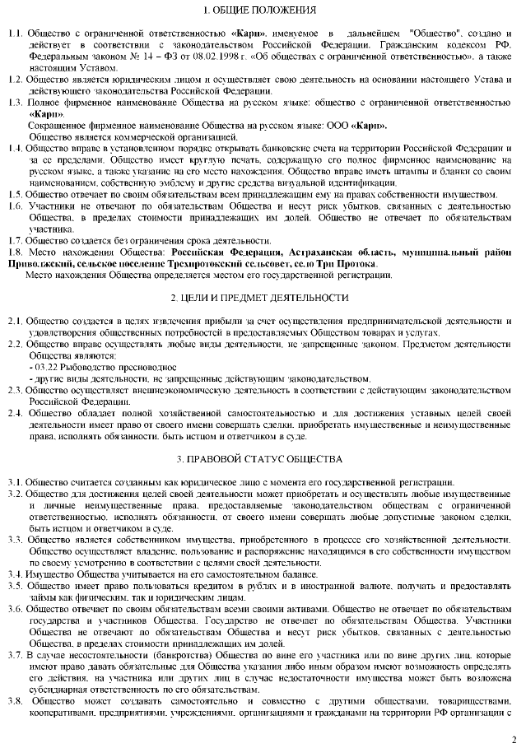 1. ОБЩИЕ ПОЛОЖЕНИЯ
1.1. Общество с ограниченной ответственностью «Кари», именуемое в дальнейшем "Общество", создано и
действует в соответствии с законодательством Российской Федерации, Гражданским кодексом РФ,
Федеральным законом № 14 – ФЗ от 08.02.1998 г. «Об обществах с ограниченной ответственностью», а также
настоящим Уставом.
1.2. Общество является юридическим лицом и осуществляет свою деятельность на основании настоящего Устава и
действующего законодательства Российской Федерации.
1.3. Полное фирменное наименование Общества на русском языке: общество с ограниченной ответственностью
«Кари».
Сокращенное фирменное наименование Общества на русском языке: ООО «Кари».
Общество является коммерческой организацией.
1.4. Общество вправе в установленном порядке открывать банковские счета на территории Российской Федерации и
за ее пределами. Общество имеет круглую печать, содержащую его полное фирменное наименование на
русском языке, а также указание на его место нахождения. Общество вправе иметь штампы и бланки со своим
наименованием, собственную эмблему и другие средства визуальной идентификации.
1.5. Общество отвечает по своим обязательствам всем принадлежащим ему на правах собственности имуществом.
1.6. Участники не отвечают по обязательствам Общества и несут риск убытков, связанных с деятельностью
Общества, в пределах стоимости принадлежащих им долей. Общество не отвечает по обязательствам
участника.
1.7. Общество создается без ограничения срока деятельности.
1.8. Место нахождения Общества: Российская Федерация, Астраханская область, муниципальный район
Приволжский, сельское поселение Трехпротокский сельсовет, село Три Протока.
Место нахождения Общества определяется местом его государственной регистрации.
2. ЦЕЛИ И ПРЕДМЕТ ДЕЯТЕЛЬНОСТИ
2.1. Общество создается в целях извлечения прибыли за счет осуществления предпринимательской деятельности и
удовлетворения общественных потребностей в предоставляемых Обществом товарах и услугах.
2.2. Общество вправе осуществлять любые виды деятельности, не запрещенные законом. Предметом деятельности
Общества являются:
- 03.22 Рыбоводство пресноводное
- другие виды деятельности, не запрещенные действующим законодательством.
2.3. Общество осуществляет внешнеэкономическую деятельность в соответствии с действующим законодательством
Российской Федерации.
2.4. Общество обладает полной хозяйственной самостоятельностью и для достижения уставных целей своей
деятельности имеет право от своего имени совершать сделки, приобретать имущественные и неимущественные
права, исполнять обязанности, быть истцом и ответчиком в суде.
3. ПРАВОВОЙ СТАТУС ОБЩЕСТВА
3.1. Общество считается созданным как юридическое лицо с момента его государственной регистрации.
3.2. Общество для достижения целей своей деятельности может приобретать и осуществлять любые имущественные
и личные неимущественные права, предоставляемые законодательством обществам с ограниченной
ответственностью, исполнять обязанности, от своего имени совершать любые допустимые законом сделки,
быть истцом и ответчиком в суде.
3.3. Общество является собственником имущества, приобретенного в процессе его хозяйственной деятельности.
Общество осуществляет владение, пользование и распоряжение находящимся в его собственности имуществом
по своему усмотрению в соответствии с целями своей деятельности.
3.4. Имущество Общества учитывается на его самостоятельном балансе.
3.5. Общество имеет право пользоваться кредитом в рублях и в иностранной валюте, получать и предоставлять
займы как физическим, так и юридическим лицам.
3.6. Общество отвечает по своим обязательствам всеми своими активами. Общество не отвечает по обязательствам
государства и участников Общества. Государство не отвечает по обязательствам Общества. Участники
Общества не отвечают по обязательствам Общества и несут риск убытков, связанных с деятельностью
Общества, в пределах стоимости принадлежащих им долей.
3.7. В случае несостоятельности (банкротства) Общества по вине его участника или по вине других лиц, которые
имеют право давать обязательные для Общества указания либо иным образом имеют возможность определять
его действия, на участника или других лиц в случае недостаточности имущества может быть возложена
субсидиарная ответственность по его обязательствам.
3.8. Общество может создавать самостоятельно и совместно с другими обществами, товариществами,
кооперативами, предприятиями, учреждениями, организациями и гражданами на территории РФ организации с
2